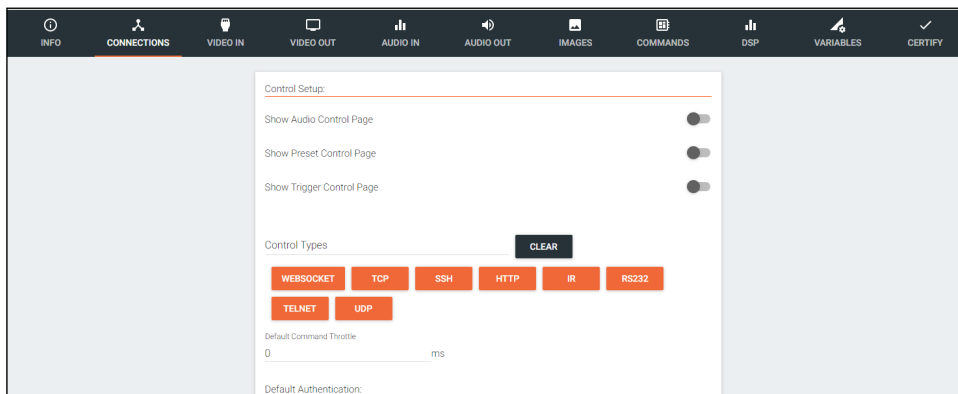 INFO CONNECTIONS VIDEO IN VIDEO OUT AUDIO IN AUDIO OUT IMAGES COMMANDS DSP VARIABLES CERTIFY
Control Setup:
Show Audio Control Page
Show Preset Control Page
Show Trigger Control Page
Control Types CLEAR
WEBSOCKET TCP SSH HTTP IR RS232
TELNET UDP
Default Command Throttle
0 ms
Default Authentication: